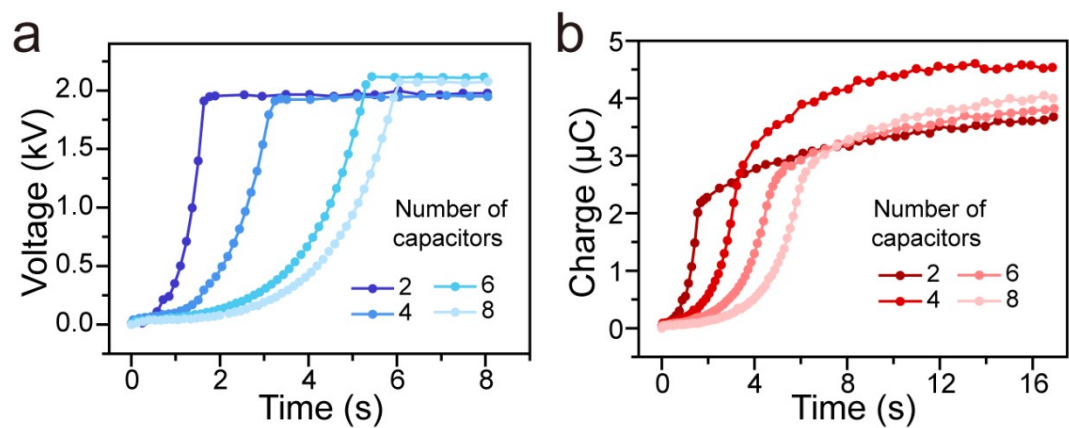 a
Voltage (kV)
2.0
1.5
1.0
0.5
0.0
Number of
capacitors
2
6
4
8
0
2
4
6
8
Time (s)
b
Charge (μC)
5
4
3
2
1
0
Number of
capacitors
2
6
4
8
0
4
8
12
16
Time (s)